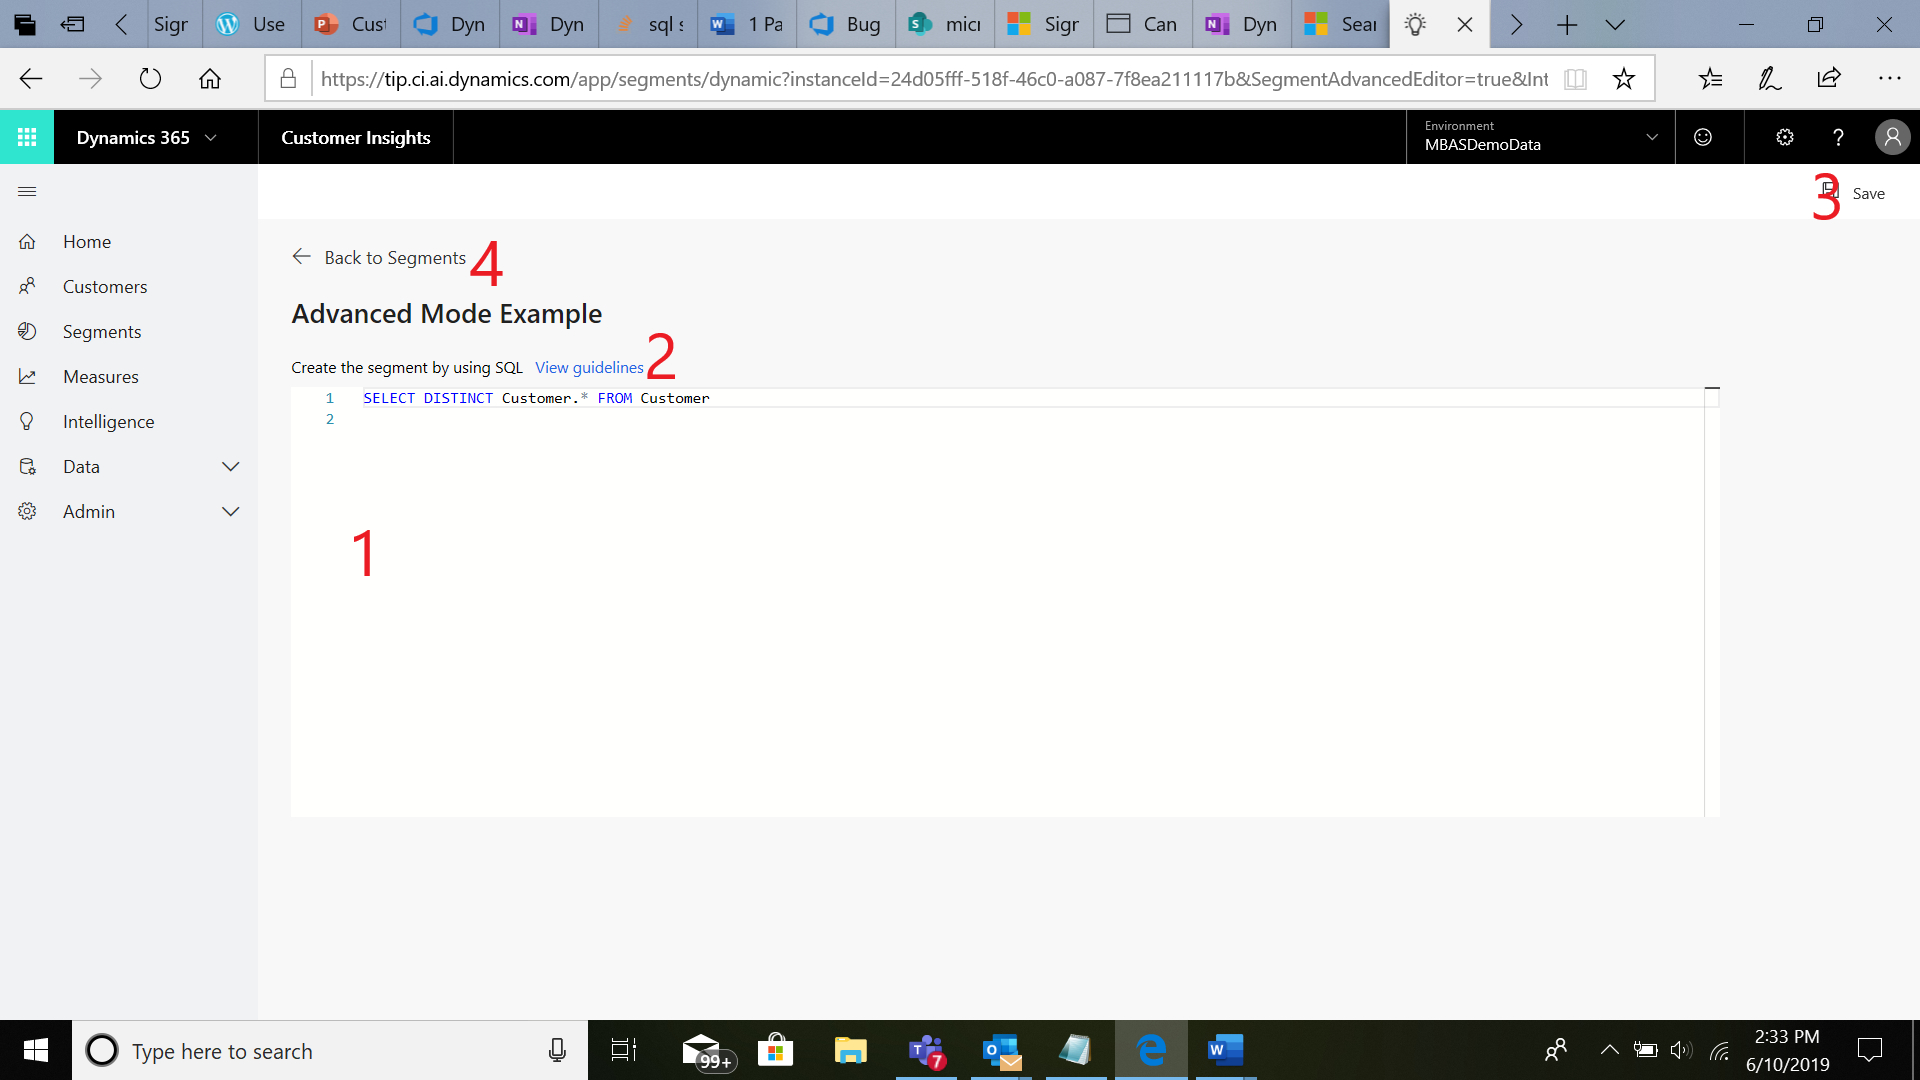 Sigr
Use
Cust
Dyn
Dyn
sql s
1 Pa
Bug
micr
Sigr
Can
Dyn
Sear
https://tip.ci.ai.dynamics.com/app/segments/dynamic?instanceId=24d05fff-518f-46c0-a087-7f8ea211117b&SegmentAdvancedEditor=true&Int
Dynamics 365
Customer Insights
Environment
MBASDemoData
?
3
Save
Home
Customers
Segments
Measures
Intelligence
Data
Admin
Back to Segments 4
Advanced Mode Example
Create the segment by using SQL View guidelines 2
1 SELECT DISTINCT Customer.* FROM Customer
2
1
Type here to search
99+
7
2:33 PM
6/10/2019